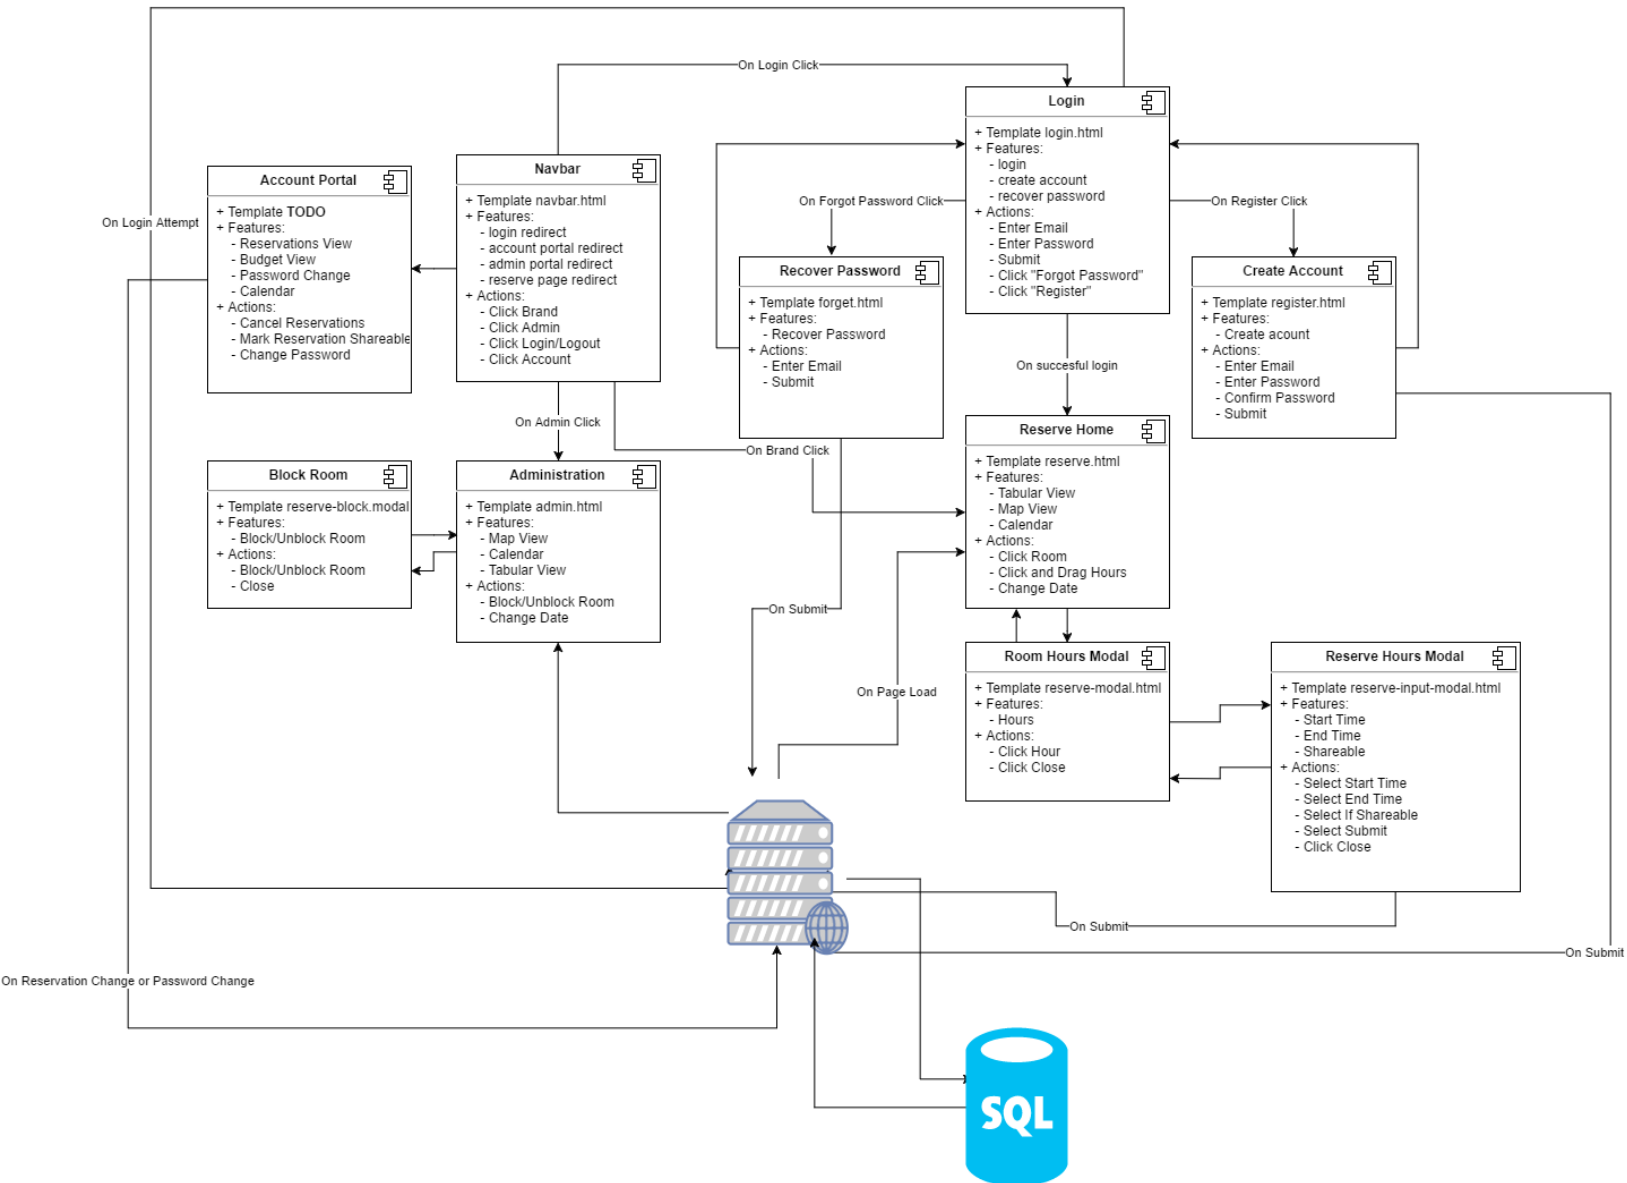 On Login Click
Login
+ Template login.html
+ Features:
- login
- create account
- recover password
+ Actions:
- Enter Email
- Enter Password
- Submit
- Click "Forgot Password"
- Click "Register"
Navbar
+ Template navbar.html
+ Features:
- login redirect
- account portal redirect
- admin portal redirect
- reserve page redirect
+ Actions:
- Click Brand
- Click Admin
- Click Login/Logout
- Click Account
Account Portal
+ Template TODO
+ Features:
- Reservations View
- Budget View
- Password Change
- Calendar
+ Actions:
- Cancel Reservations
- Mark Reservation Shareable
- Change Password
On Login Attempt
On Forgot Password Click
On Register Click
Recover Password
+ Template forget.html
+ Features:
- Recover Password
+ Actions:
- Enter Email
- Submit
Create Account
+ Template register.html
+ Features:
- Create acount
+ Actions:
- Enter Email
- Enter Password
- Confirm Password
- Submit
On succesful login
On Admin Click
On Brand Click
Reserve Home
+ Template reserve.html
+ Features:
- Tabular View
- Map View
- Calendar
+ Actions:
- Click Room
- Click and Drag Hours
- Change Date
Block Room
+ Template reserve-block.modal
+ Features:
- Block/Unblock Room
+ Actions:
- Block/Unblock Room
- Close
Administration
+ Template admin.html
+ Features:
- Map View
- Calendar
- Tabular View
+ Actions:
- Block/Unblock Room
- Change Date
On Submit
On Page Load
Room Hours Modal
+ Template reserve-modal.html
+ Features:
- Hours
+ Actions:
- Click Hour
- Click Close
Reserve Hours Modal
+ Template reserve-input-modal.html
+ Features:
- Start Time
- End Time
- Shareable
+ Actions:
- Select Start Time
- Select End Time
- Select If Shareable
- Select Submit
- Click Close
On Submit
On Submit
On Reservation Change or Password Change
SQL